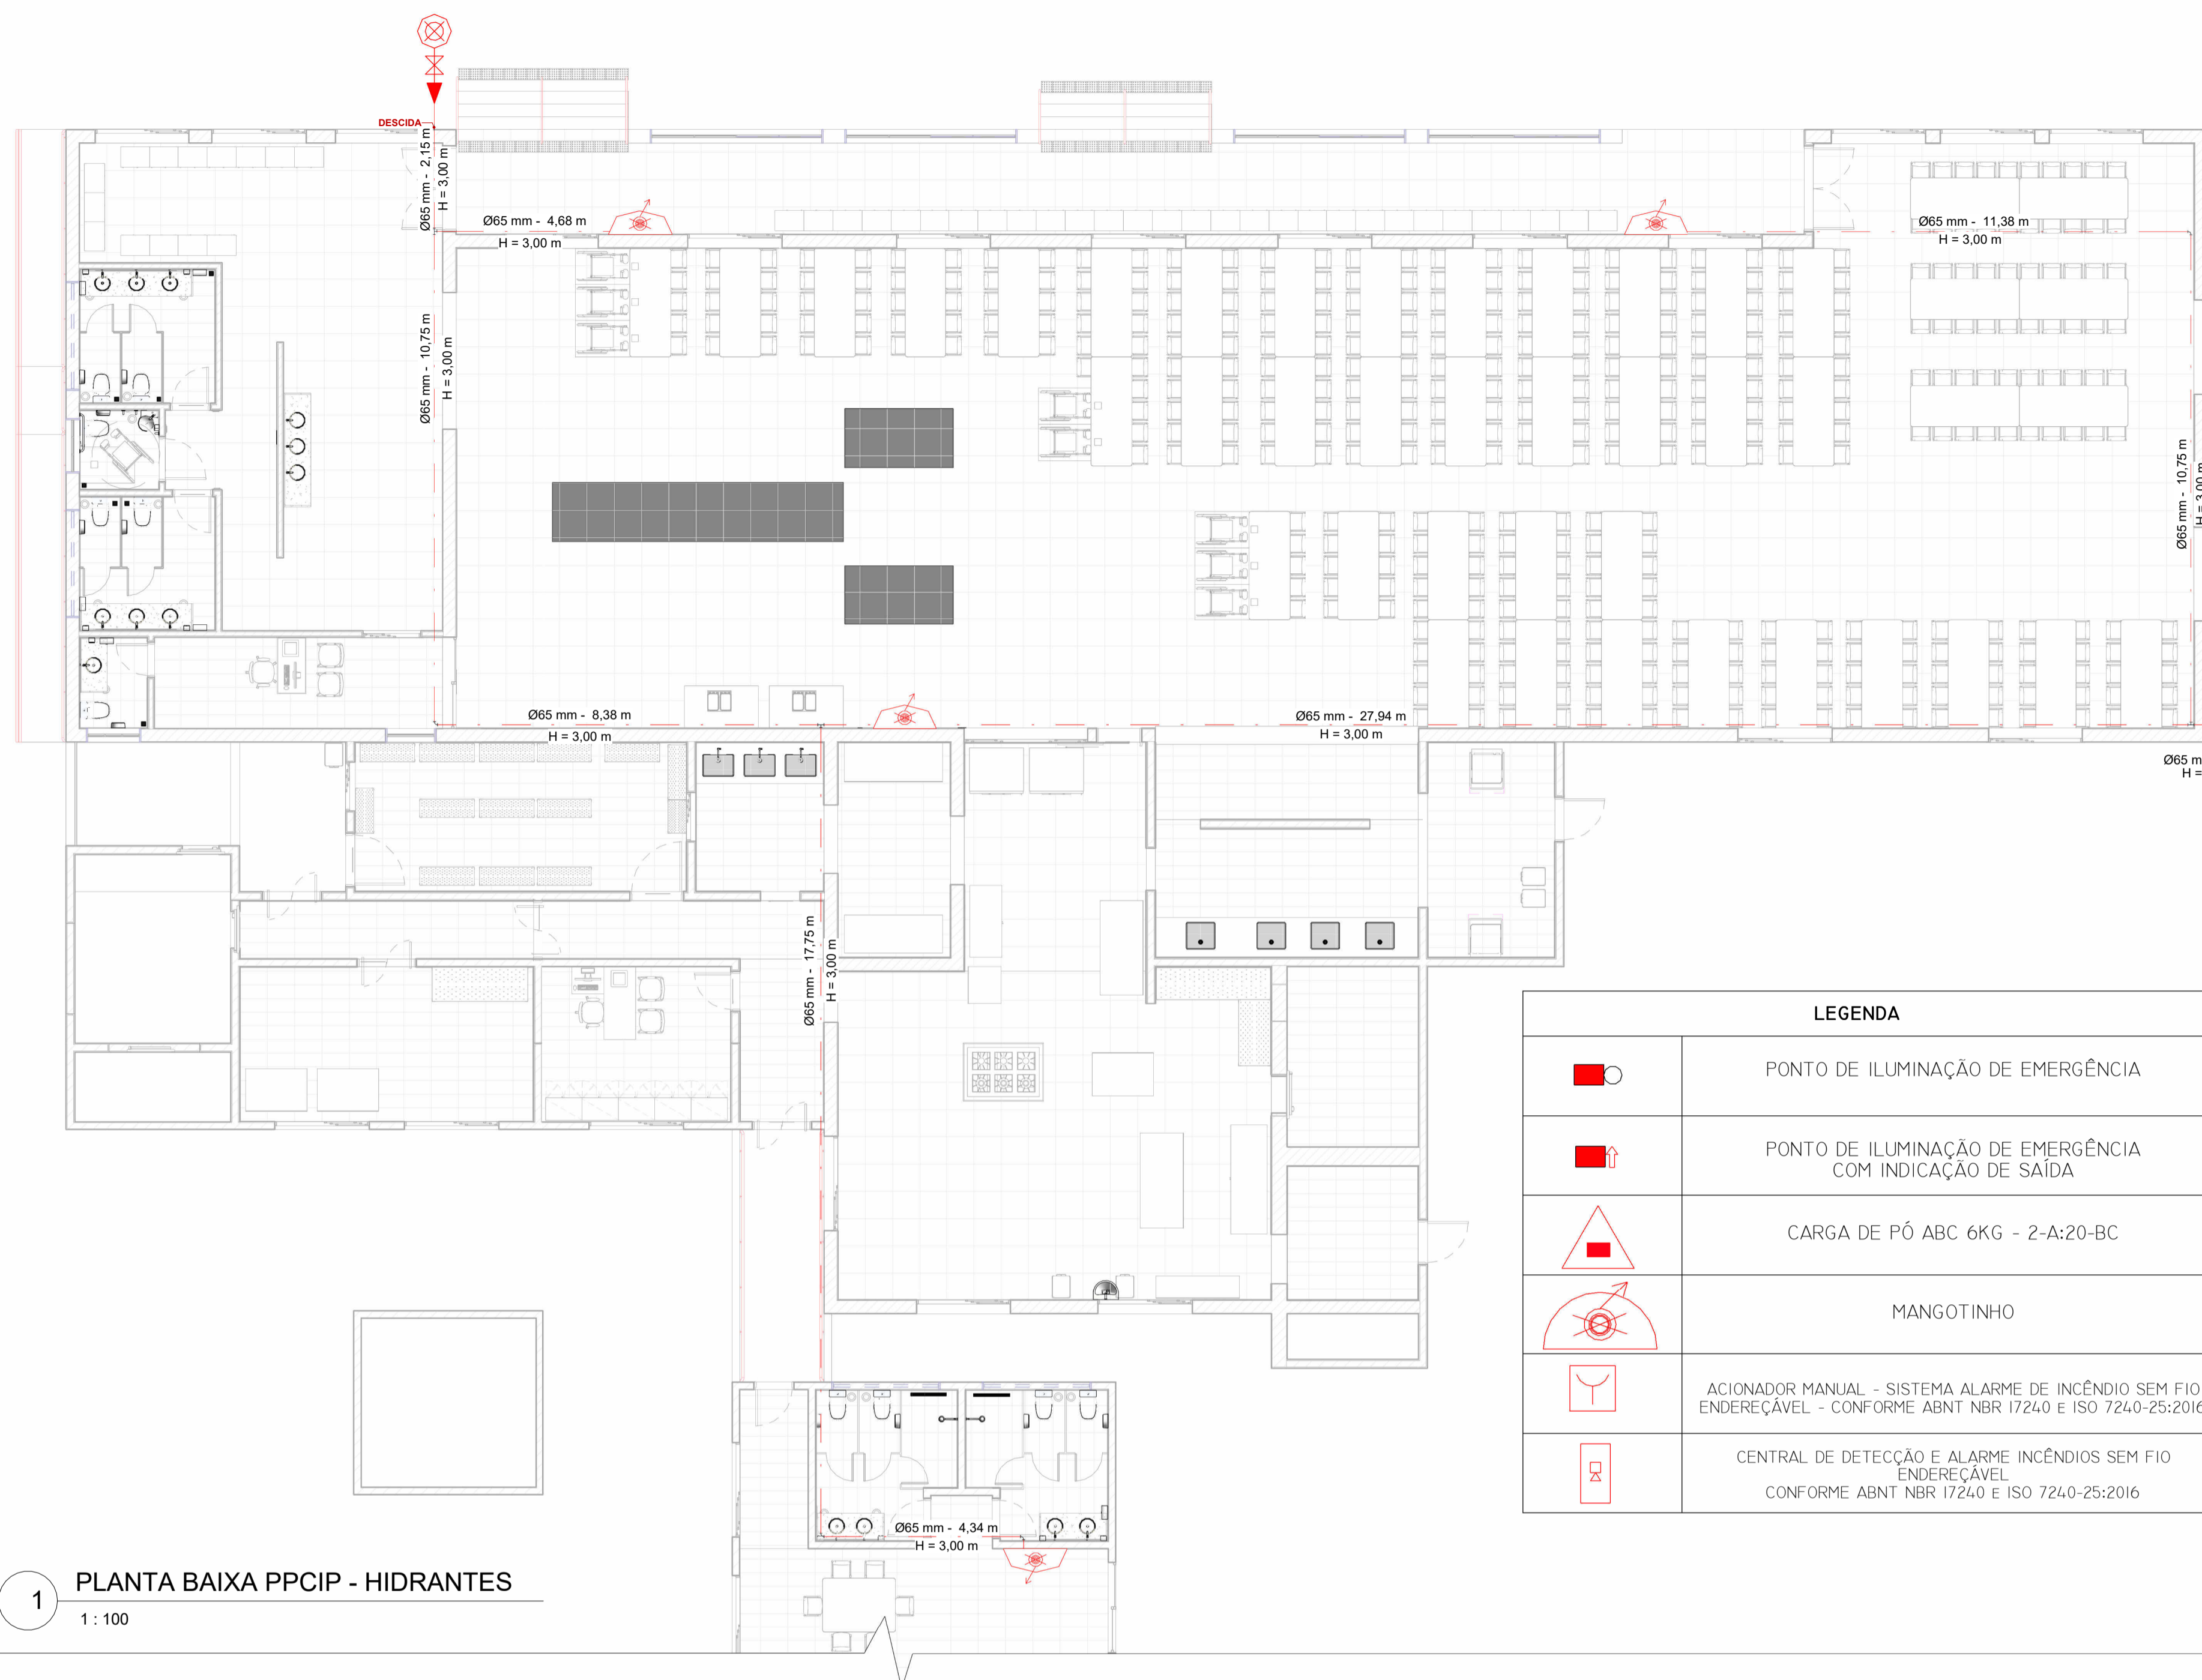 DESCIDA
Ø65 mm - 2,15 m
H = 3,00 m
Ø65 mm - 4,68 m
H = 3,00 m
Ø65 mm - 11,38 m
H = 3,00 m
Ø65 mm - 10,75 m
H = 3,00 m
Ø65 mm - 10,75 m
H = 3,00 m
Ø65 mm - 8,38 m
H = 3,00 m
Ø65 mm - 27,94 m
H = 3,00 m
Ø65 m
H =
Ø65 mm - 17,75 m
H = 3,00 m
LEGENDA
PONTO DE ILUMINAÇÃO DE EMERGÊNCIA
PONTO DE ILUMINAÇÃO DE EMERGÊNCIA
COM INDICAÇÃO DE SAÍDA
CARGA DE PÓ ABC 6KG - 2-A:20-BC
MANGOTINHO
ACIONADOR MANUAL - SISTEMA ALARME DE INCÊNDIO SEM FIO
ENDEREÇÁVEL - CONFORME ABNT NBR 17240 E ISO 7240-25:2016
CENTRAL DE DETECÇÃO E ALARME INCÊNDIOS SEM FIO
ENDEREÇÁVEL
CONFORME ABNT NBR 17240 E ISO 7240-25:2016
Ø65 mm - 4,34 m
H = 3,00 m
1
PLANTA BAIXA PPCIP - HIDRANTES
1 : 100